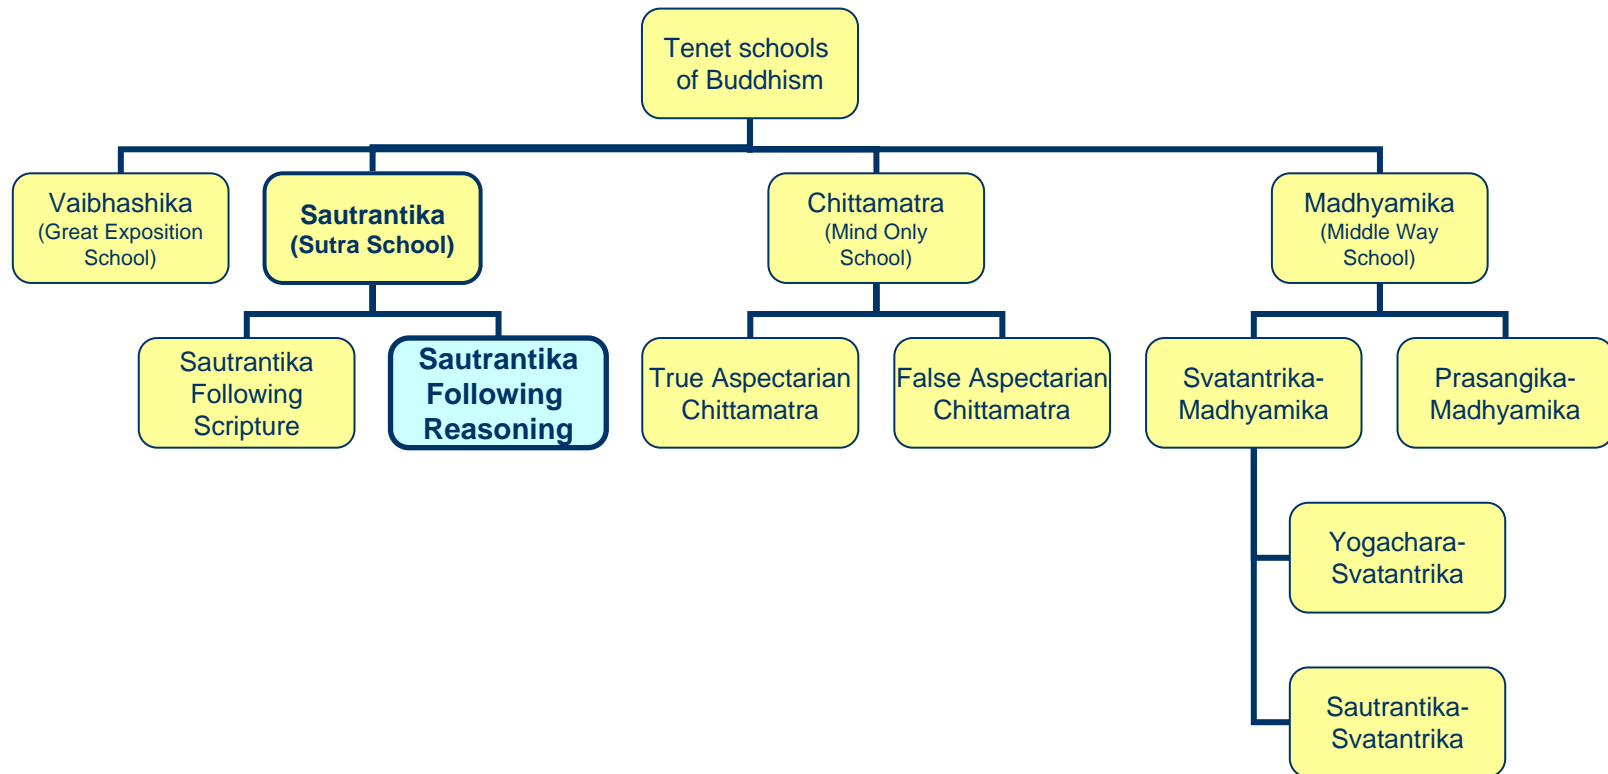 Tenet schools
of Buddhism
Vaibhashika
(Great Exposition
School)
Sautrantika
(Sutra School)
Chittamatra
(Mind Only
School)
Madhyamika
(Middle Way
School)
Sautrantika
Following
Scripture
Sautrantika
Following
Reasoning
True Aspectarian
Chittamatra
False Aspectarian
Chittamatra
Svatantrika-
Madhyamika
Prasangika-
Madhyamika
Yogachara-
Svatantrika
Sautrantika-
Svatantrika